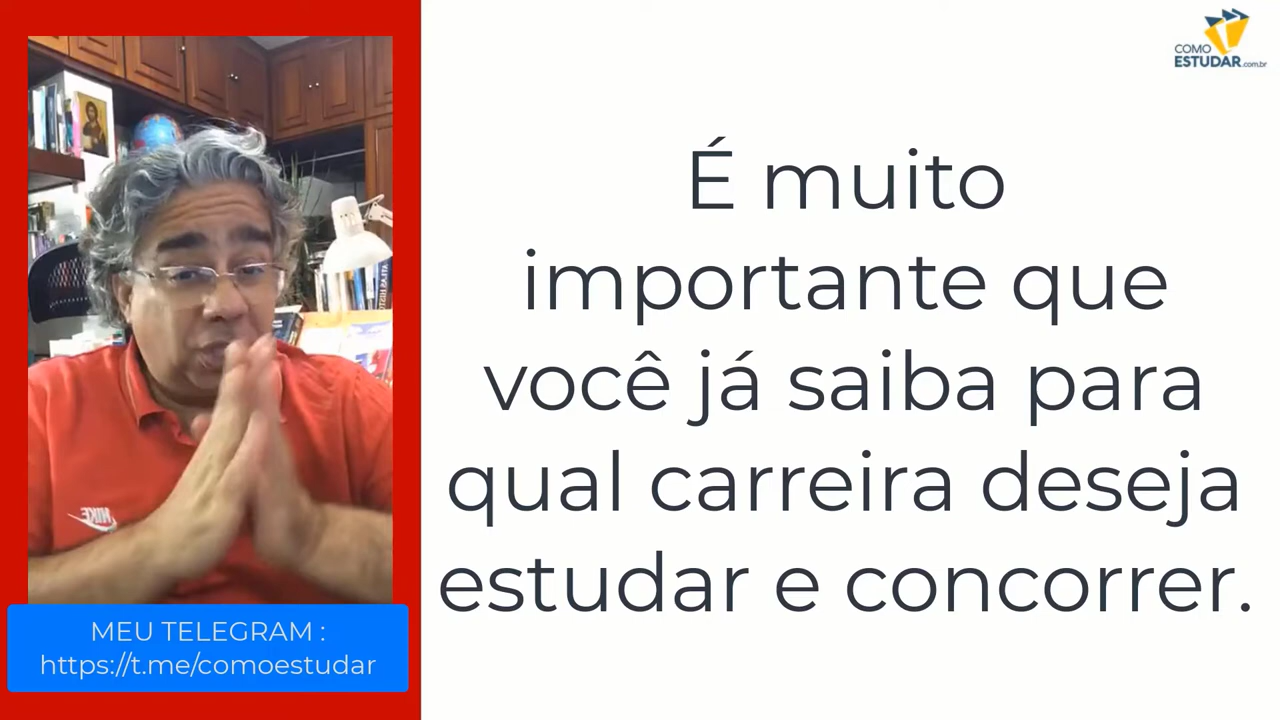 COMO
ESTUDAR.com.br
É muito
importante que
você já saiba para
qual carreira deseja
estudar e concorrer.
NIKE
MEU TELEGRAM :
https://t.me/comoestudar